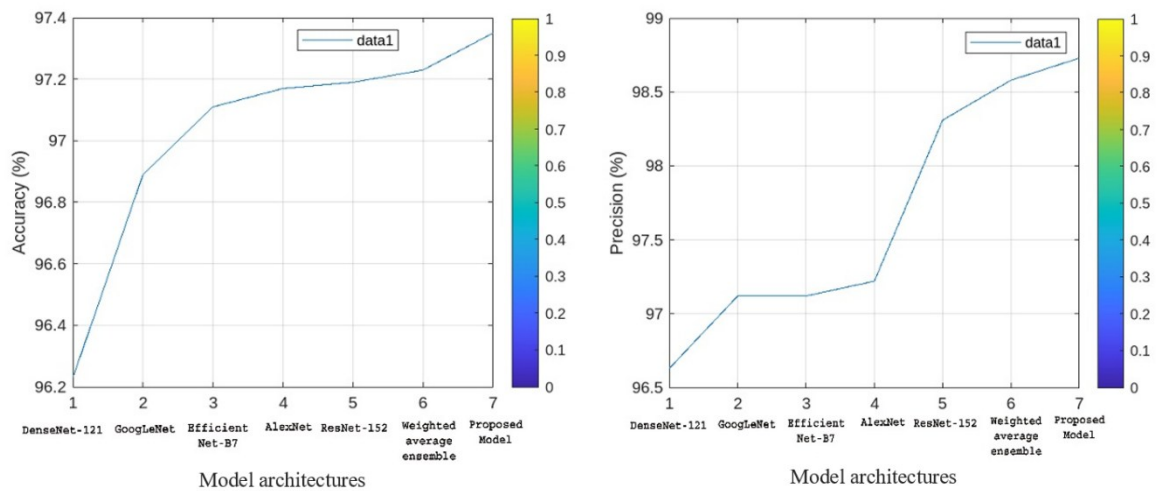 97.4
97.2
97
96.8
96.6
96.4
96.2
Accuracy (%)
data1
1
0.9
0.8
0.7
0.6
0.5
0.4
0.3
0.2
0.1
0
1 2 3 4 5 6 7
DenseNet-121 GoogLeNet Efficient AlexNet ResNet-152 Weighted Proposed
Net-B7 average Model
ensemble
Model architectures
99
98.5
98
97.5
97
96.5
Precision (%)
data1
1
0.9
0.8
0.7
0.6
0.5
0.4
0.3
0.2
0.1
0
1 2 3 4 5 6 7
DenseNet-121 GoogLeNet Efficient AlexNet ResNet-152 Weighted Proposed
Net-B7 average Model
ensemble
Model architectures